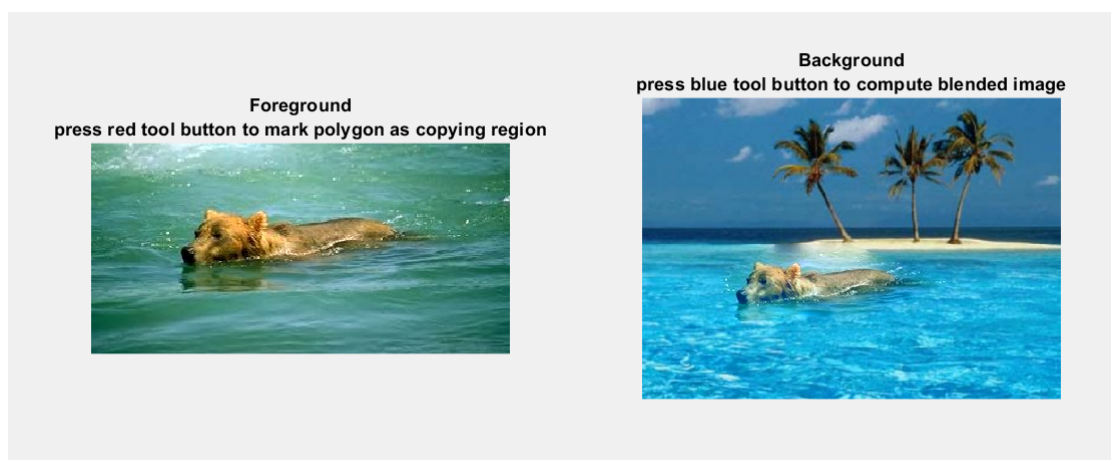 Foreground
press red tool button to mark polygon as copying region
Background
press blue tool button to compute blended image